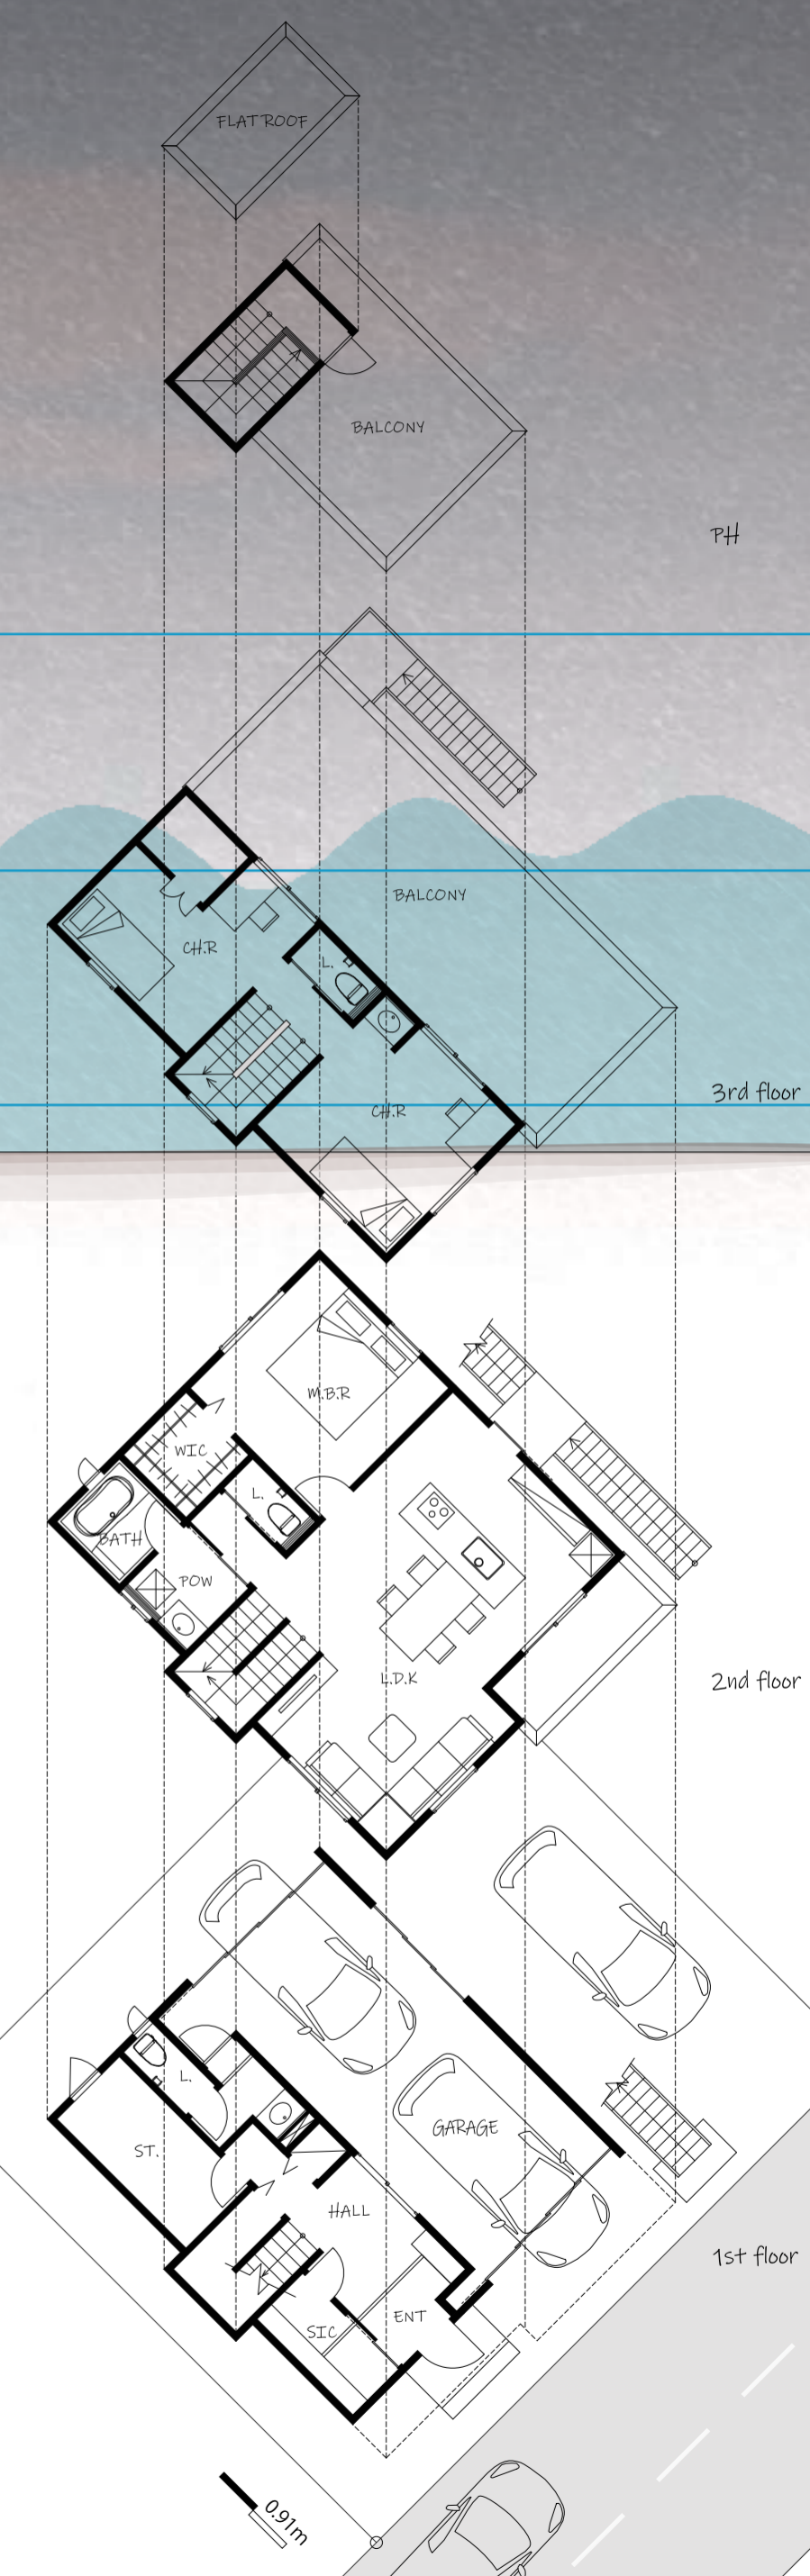 FLAT ROOF
BALCONY
PH
BALCONY
CH.R
L.
3rd floor
CH.R
M.B.R
WIC
L.
BATH
POW
L.D.K
2nd floor
L.
GARAGE
ST.
HALL
1st floor
ENT
SIC
0.91m